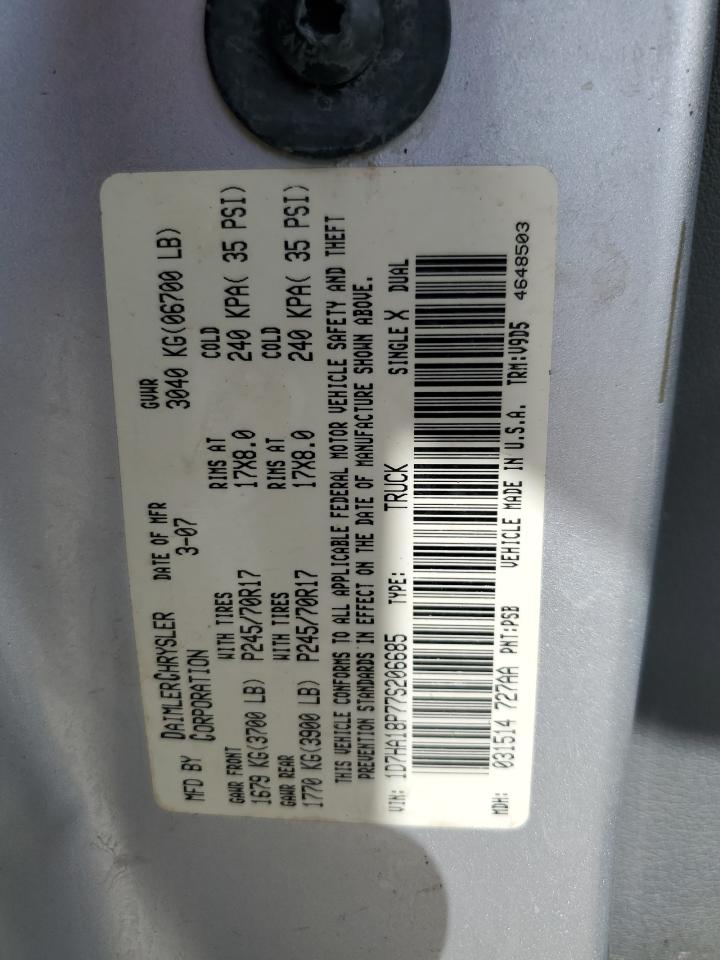 MFD BY DAIMLERCHRYSLER CORPORATION DATE OF MFR 3-07 GVWR 3040 KG(06700 LB)
GAWR FRONT WITH TIRES RIMS AT COLD
1679 KG(3700 LB) P245/70R17 17X8.0 240 KPA( 35 PSI)
GAWR REAR WITH TIRES RIMS AT COLD
1770 KG(3900 LB) P245/70R17 17X8.0 240 KPA( 35 PSI)
THIS VEHICLE CONFORMS TO ALL APPLICABLE FEDERAL MOTOR VEHICLE SAFETY AND THEFT
PREVENTION STANDARDS IN EFFECT ON THE DATE OF MANUFACTURE SHOWN ABOVE.
VIN: 1D7HA18P77S206685 TYPE: TRUCK SINGLE X DUAL
MDH: 031514 727AA PNT:PSB VEHICLE MADE IN U.S.A. TRM:V9D5 4648503